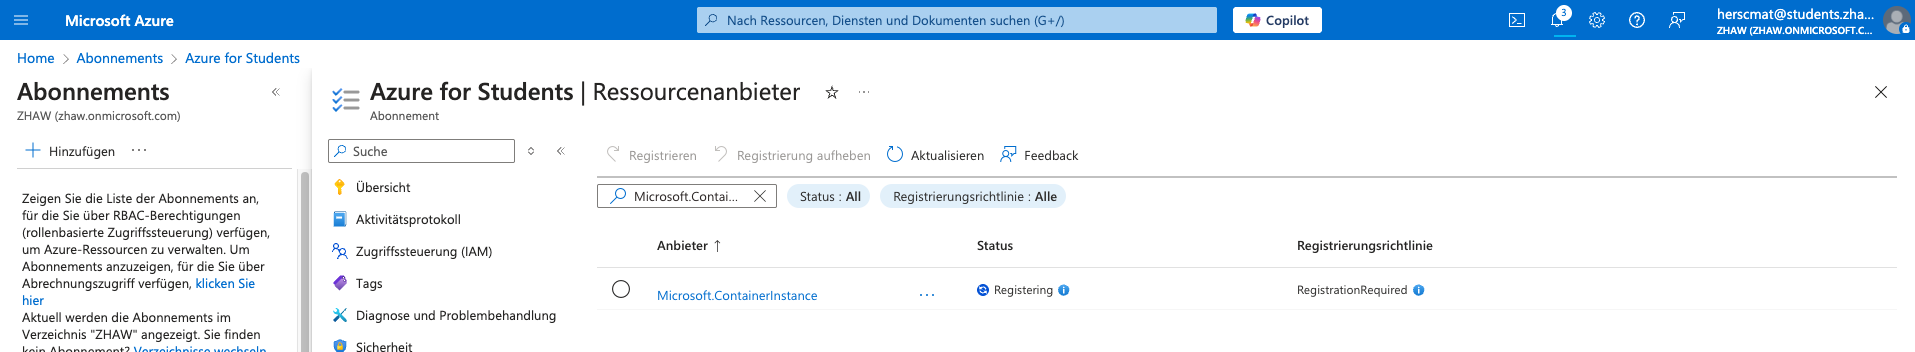 Microsoft Azure
Nach Ressourcen, Diensten und Dokumenten suchen (G+/)
Copilot
3
herscmat@students.zha...
ZHAW (ZHAW.ONMICROSOFT.C...
Home > Abonnements > Azure for Students
Abonnements
ZHAW (zhaw.onmicrosoft.com)
+ Hinzufügen ...
Zeigen Sie die Liste der Abonnements an,
für die Sie über RBAC-Berechtigungen
(rollenbasierte Zugriffssteuerung) verfügen,
um Azure-Ressourcen zu verwalten. Um
Abonnements anzuzeigen, für die Sie über
Abrechnungszugriff verfügen, klicken Sie
hier
Aktuell werden die Abonnements im
Verzeichnis "ZHAW" angezeigt. Sie finden
kein Abonnement? Verzeichnisse wechseln
Azure for Students | Ressourcenanbieter
Abonnement
Suche
Übersicht
Aktivitätsprotokoll
Zugriffssteuerung (IAM)
Tags
Diagnose und Problembehandlung
Sicherheit
Registrieren
Registrierung aufheben
Aktualisieren
Feedback
Microsoft.Contai...
Status : All
Registrierungsrichtlinie : Alle
Anbieter ↑
Status
Registrierungsrichtlinie
Microsoft.ContainerInstance
...
Registering
RegistrationRequired